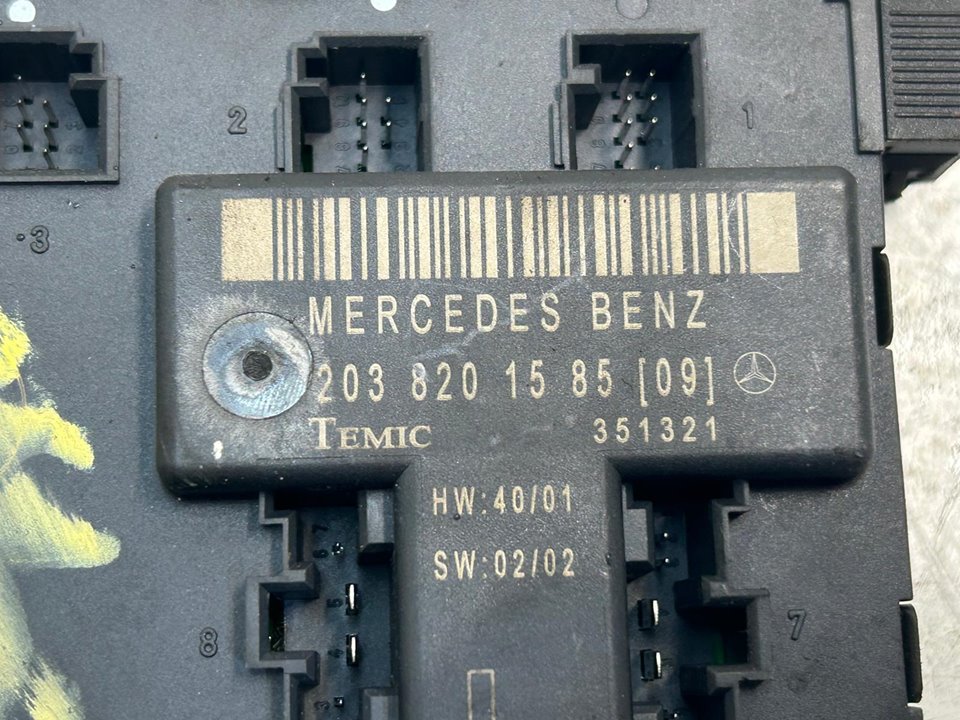 2
1
3
MERCEDES BENZ
203 820 15 85 [09]
TEMIC 351321
HW:40/01
SW:02/02
8
7